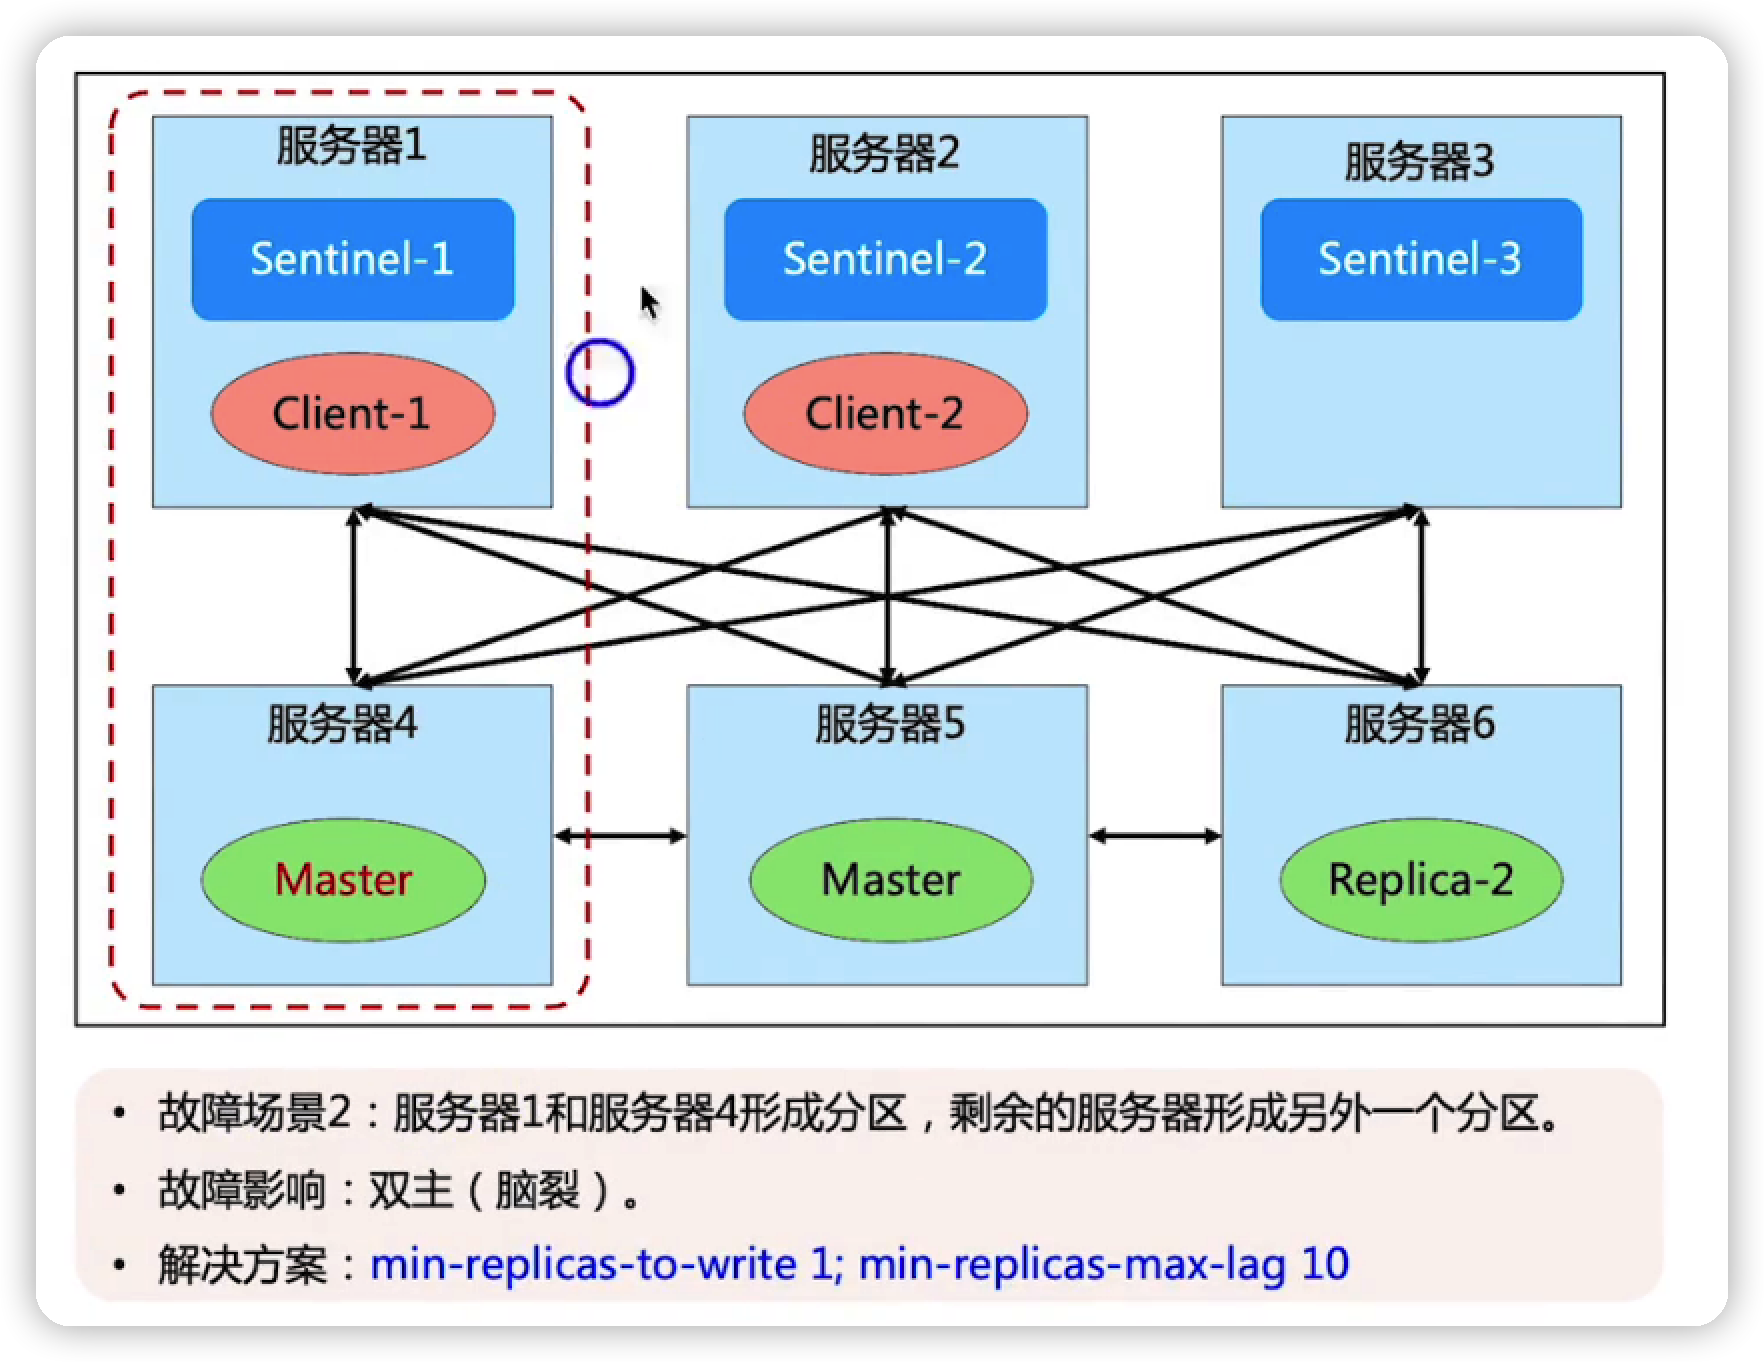 服务器1
服务器2
服务器3
Sentinel-1
Sentinel-2
Sentinel-3
Client-1
Client-2
服务器4
服务器5
服务器6
Master
Master
Replica-2
• 故障场景2：服务器1和服务器4形成分区，剩余的服务器形成另外一个分区。
• 故障影响：双主（脑裂）。
• 解决方案：min-replicas-to-write 1; min-replicas-max-lag 10